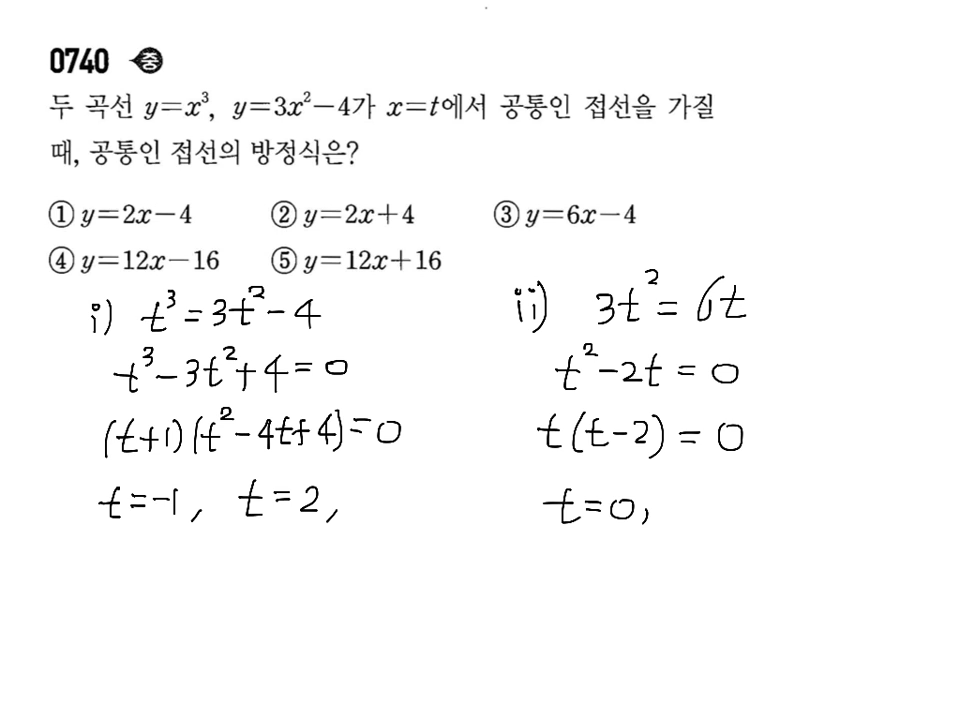 0740 중
두 곡선 y=x³, y=3x²-4가 x=t에서 공통인 접선을 가질
때, 공통인 접선의 방정식은?
① y=2x-4 ② y=2x+4 ③ y=6x-4
④ y=12x-16 ⑤ y=12x+16
i) t³=3t²-4 ii) 3t²=6t
t³-3t²+4=0 t²-2t=0
(t+1)(t²-4t+4)=0 t(t-2)=0
t=-1, t=2, t=0,